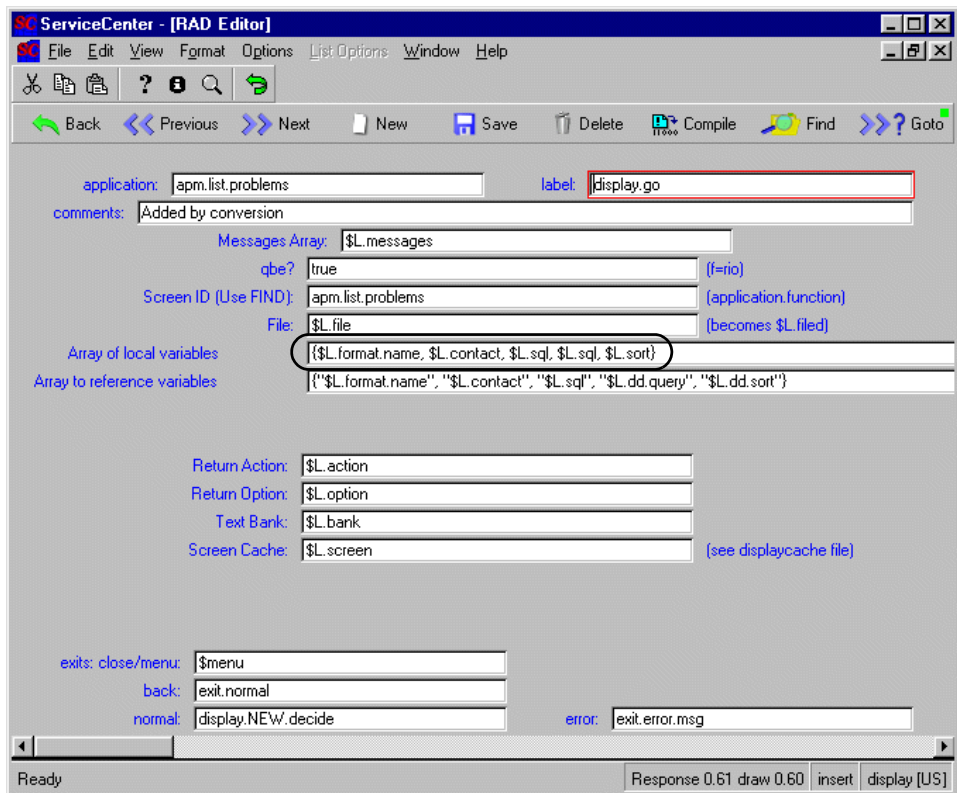 SC ServiceCenter - [RAD Editor]
SC File Edit View Format Options List Options Window Help
Back Previous Next New Save Delete Compile Find Goto
application: apm.list.problems label: display.go
comments: Added by conversion
Messages Array: $L.messages
qbe? true (f=rio)
Screen ID (Use FIND): apm.list.problems (application.function)
File: $L.file (becomes $L.filed)
Array of local variables {$L.format.name, $L.contact, $L.sql, $L.sql, $L.sort}
Array to reference variables {"$L.format.name", "$L.contact", "$L.sql", "$L.dd.query", "$L.dd.sort"}
Return Action: $L.action
Return Option: $L.option
Text Bank: $L.bank
Screen Cache: $L.screen (see displaycache file)
exits: close/menu: $menu
back: exit.normal
normal: display.NEW.decide error: exit.error.msg
Ready Response 0.61 draw 0.60 insert display [US]